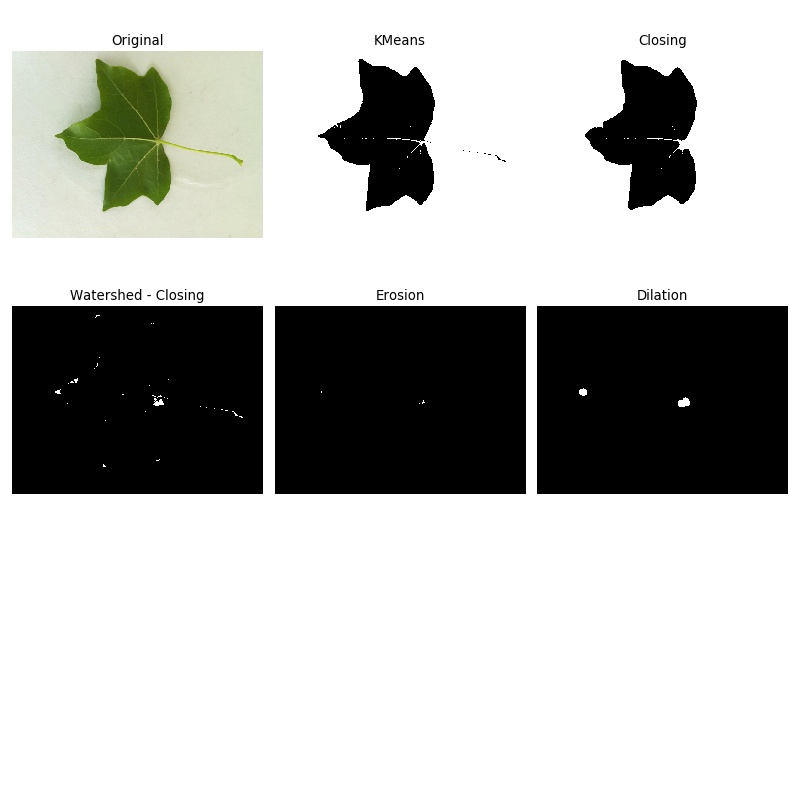 Original
KMeans
Closing
Watershed - Closing
Erosion
Dilation